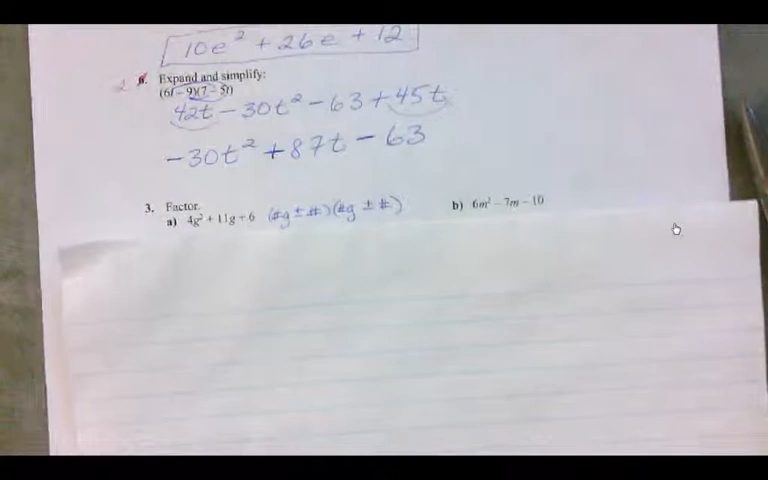 10e² + 26e + 12
Expand and simplify:
(6t – 9)(7 – 5t)
42t – 30t² – 63 + 45t
– 30t² + 87t – 63
3. Factor.
a) 4g² + 11g + 6 (#g ± #)(#g ± #) b) 6m² – 7m – 10